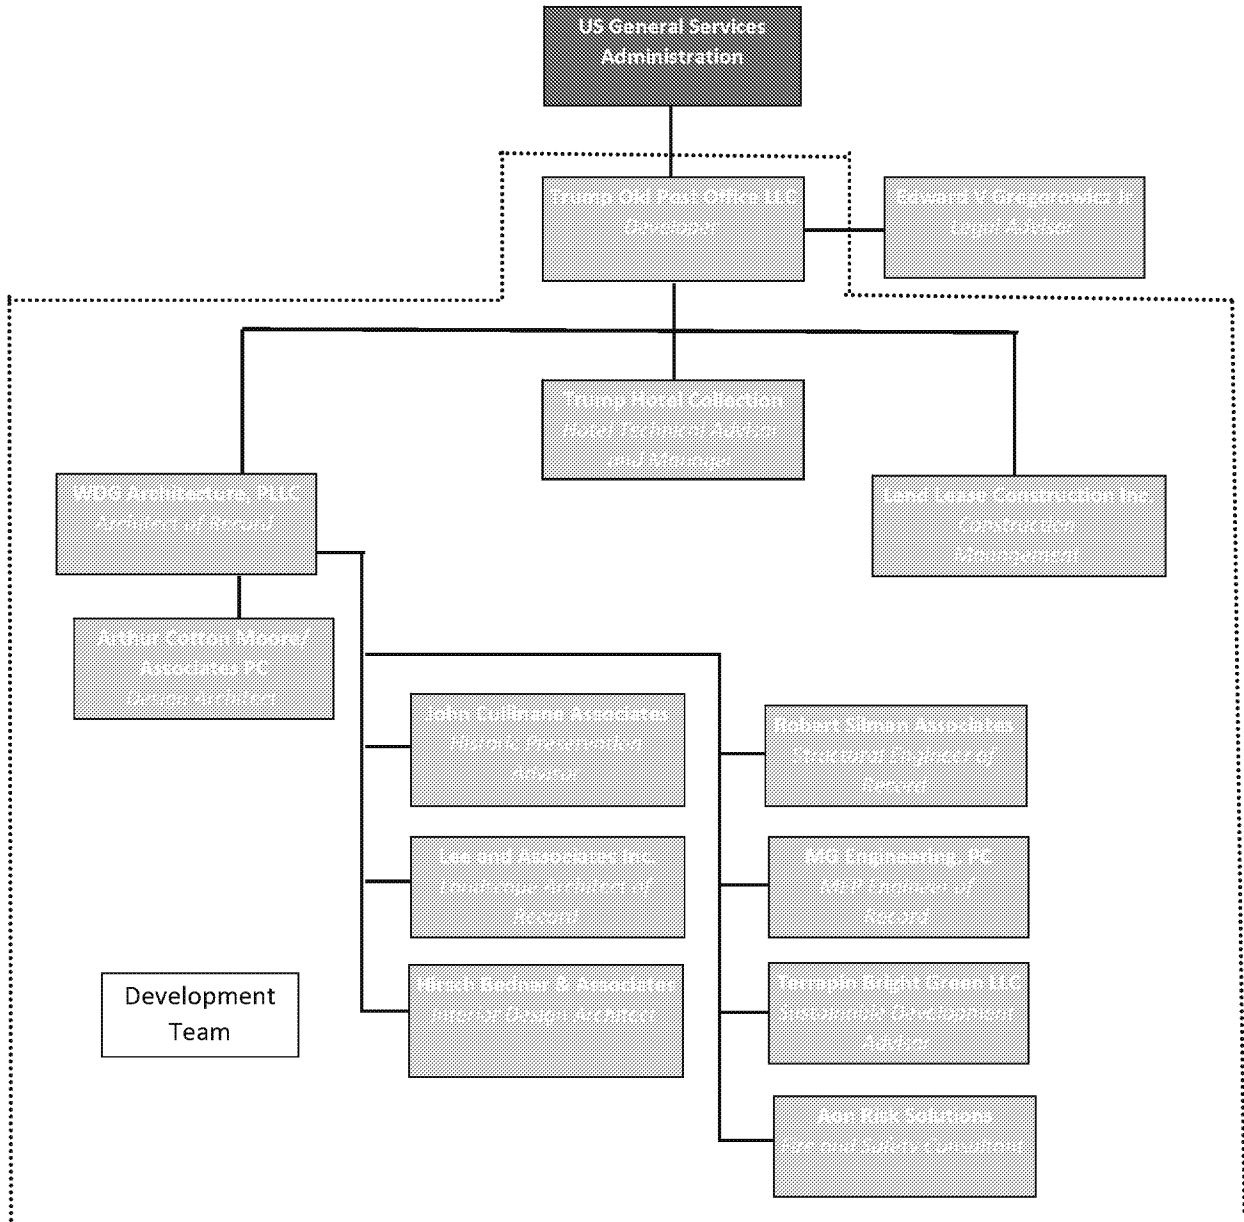 US General Services
Administration
Trump Old Post Office LLC
Developer
Edward V Gregorowicz Jr
Legal Advisor
Trump Hotel Collection
Hotel Technical Advisor
and Manager
WDG Architecture, PLLC
Architect of Record
Land Lease Construction Inc
Construction
Management
Arthur Cotton Moore/
Associates PC
Design Architect
John Cullinane Associates
Historic Preservation
Advisor
Robert Silman Associates
Structural Engineer of
Record
Lee and Associates Inc.
Landscape Architect of
Record
MG Engineering, PC
MEP Engineer of
Record
Hirsch Bedner & Associates
Interior Design Architect
Terrapin Bright Green LLC
Sustainable Development
Advisor
Development
Team
Aon Risk Solutions
Fire and Safety Consultant